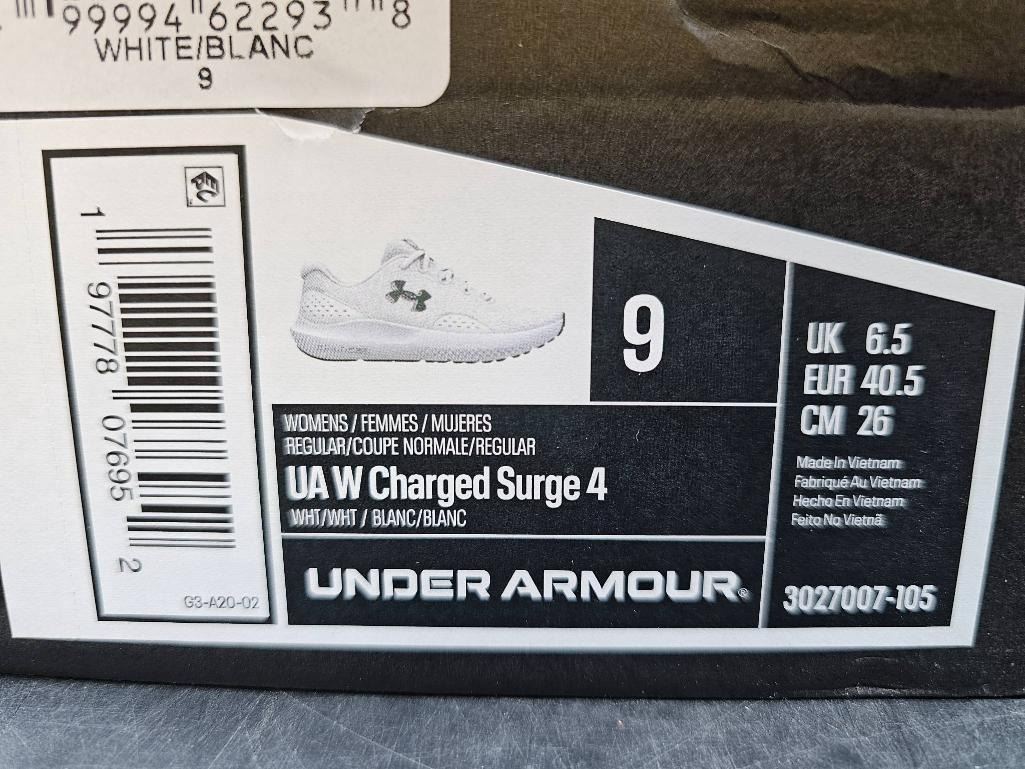 99994 62293 8
WHITE/BLANC
9
1 97778 07695 2
G3-A20-02
9
WOMENS / FEMMES / MUJERES
REGULAR/COUPE NORMALE/REGULAR
UA W Charged Surge 4
WHT/WHT / BLANC/BLANC
UNDER ARMOUR®
UK 6.5
EUR 40.5
CM 26
Made In Vietnam
Fabriqué Au Vietnam
Hecho En Vietnam
Feito No Vietnã
3027007-105